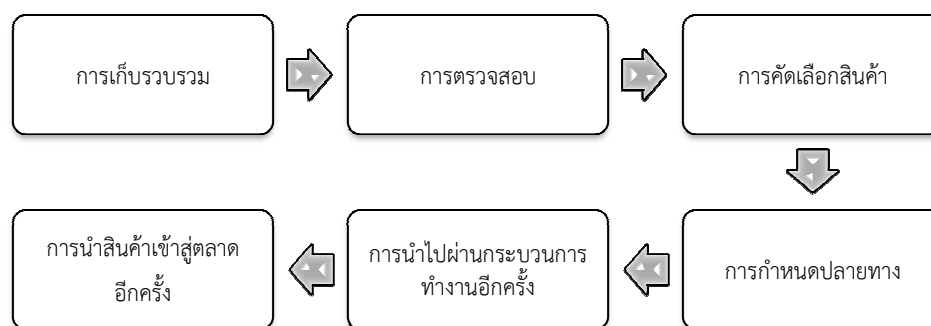 การเก็บรวบรวม
การตรวจสอบ
การคัดเลือกสินค้า
การกำหนดปลายทาง
การนำไปผ่านกระบวนการ
ทำงานอีกครั้ง
การนำสินค้าเข้าสู่ตลาด
อีกครั้ง